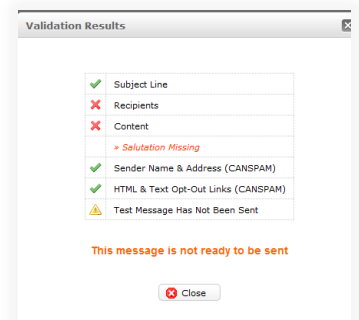 Validation Results
Subject Line
Recipients
Content
» Salutation Missing
Sender Name & Address (CANSPAM)
HTML & Text Opt-Out Links (CANSPAM)
Test Message Has Not Been Sent
This message is not ready to be sent
Close